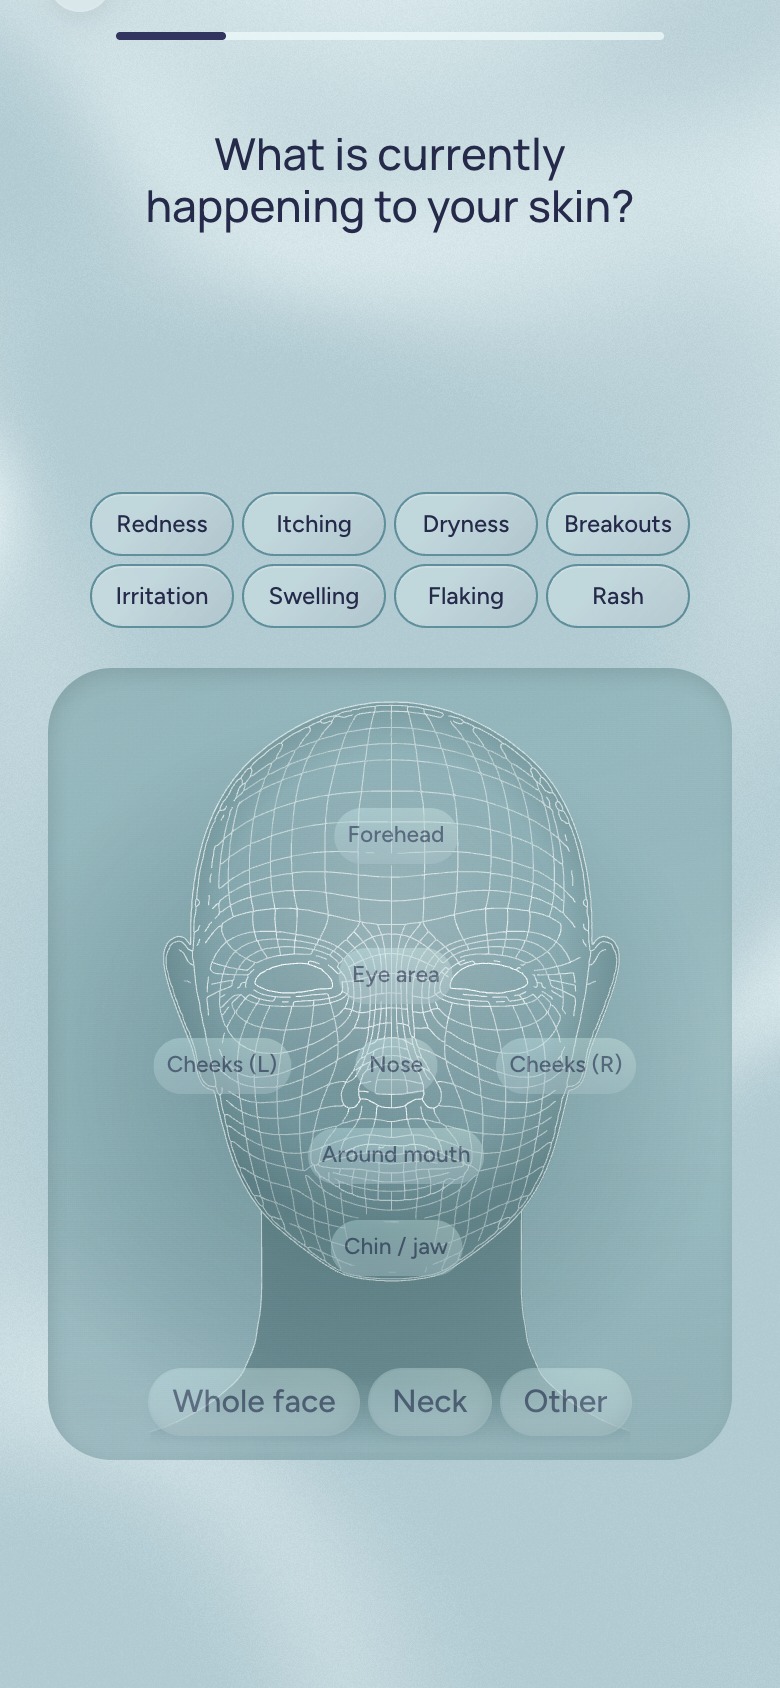 What is currently
happening to your skin?
Redness Itching Dryness Breakouts
Irritation Swelling Flaking Rash
Forehead
Eye area
Cheeks (L) Nose Cheeks (R)
Around mouth
Chin / jaw
Whole face Neck Other